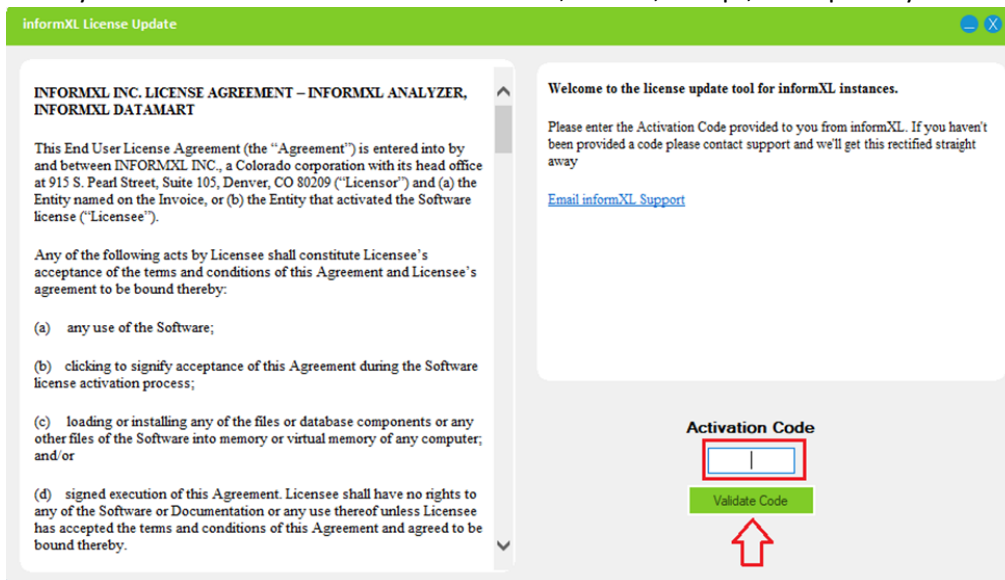 informXL License Update
INFORMXL INC. LICENSE AGREEMENT – INFORMXL ANALYZER,
INFORMXL DATAMART
This End User License Agreement (the “Agreement”) is entered into by
and between INFORMXL INC., a Colorado corporation with its head office
at 915 S. Pearl Street, Suite 105, Denver, CO 80209 (“Licensor”) and (a) the
Entity named on the Invoice, or (b) the Entity that activated the Software
license (“Licensee”).
Any of the following acts by Licensee shall constitute Licensee’s
acceptance of the terms and conditions of this Agreement and Licensee’s
agreement to be bound thereby:
(a) any use of the Software;
(b) clicking to signify acceptance of this Agreement during the Software
license activation process;
(c) loading or installing any of the files or database components or any
other files of the Software into memory or virtual memory of any computer;
and/or
(d) signed execution of this Agreement. Licensee shall have no rights to
any of the Software or Documentation or any use thereof unless Licensee
has accepted the terms and conditions of this Agreement and agreed to be
bound thereby.
Welcome to the license update tool for informXL instances.
Please enter the Activation Code provided to you from informXL. If you haven't
been provided a code please contact support and we'll get this rectified straight
away
Email informXL Support
Activation Code
Validate Code